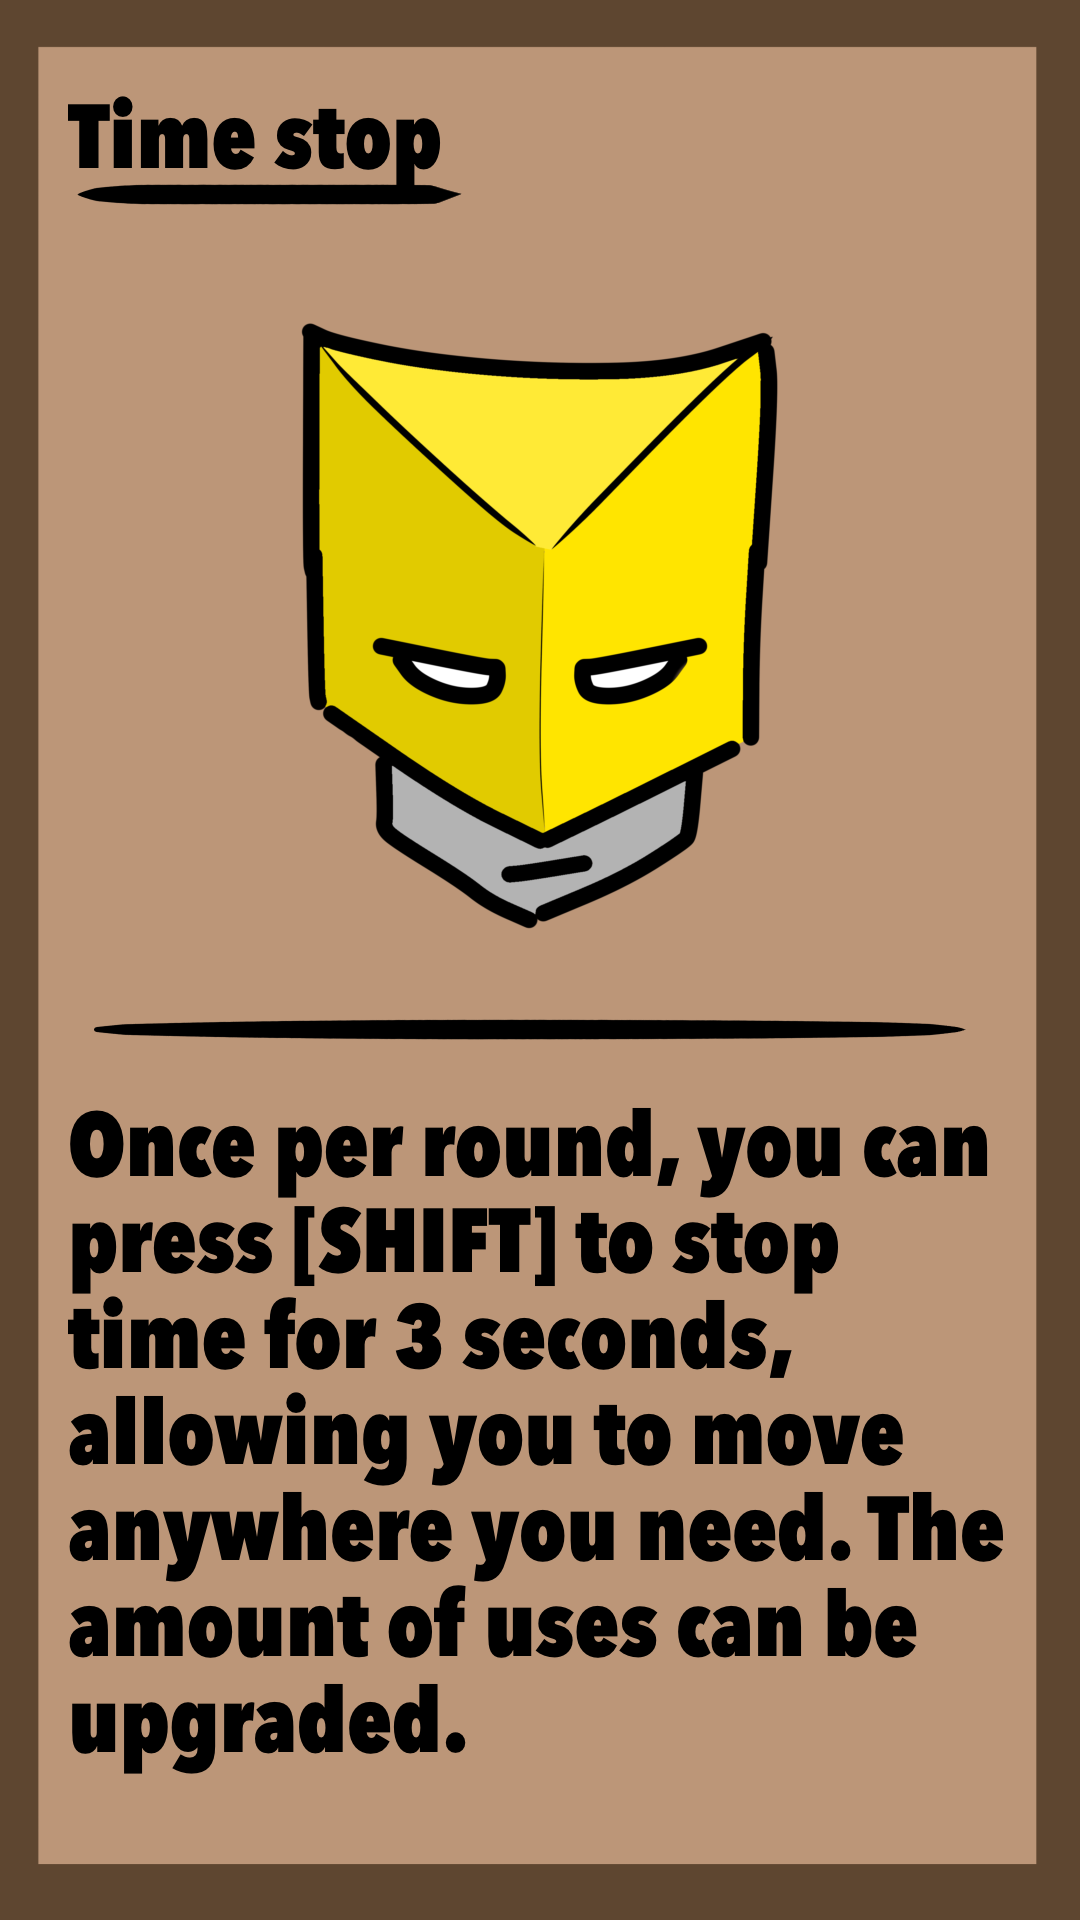 Time stop
Once per round, you can
press [SHIFT] to stop
time for 3 seconds,
allowing you to move
anywhere you need. The
amount of uses can be
upgraded.